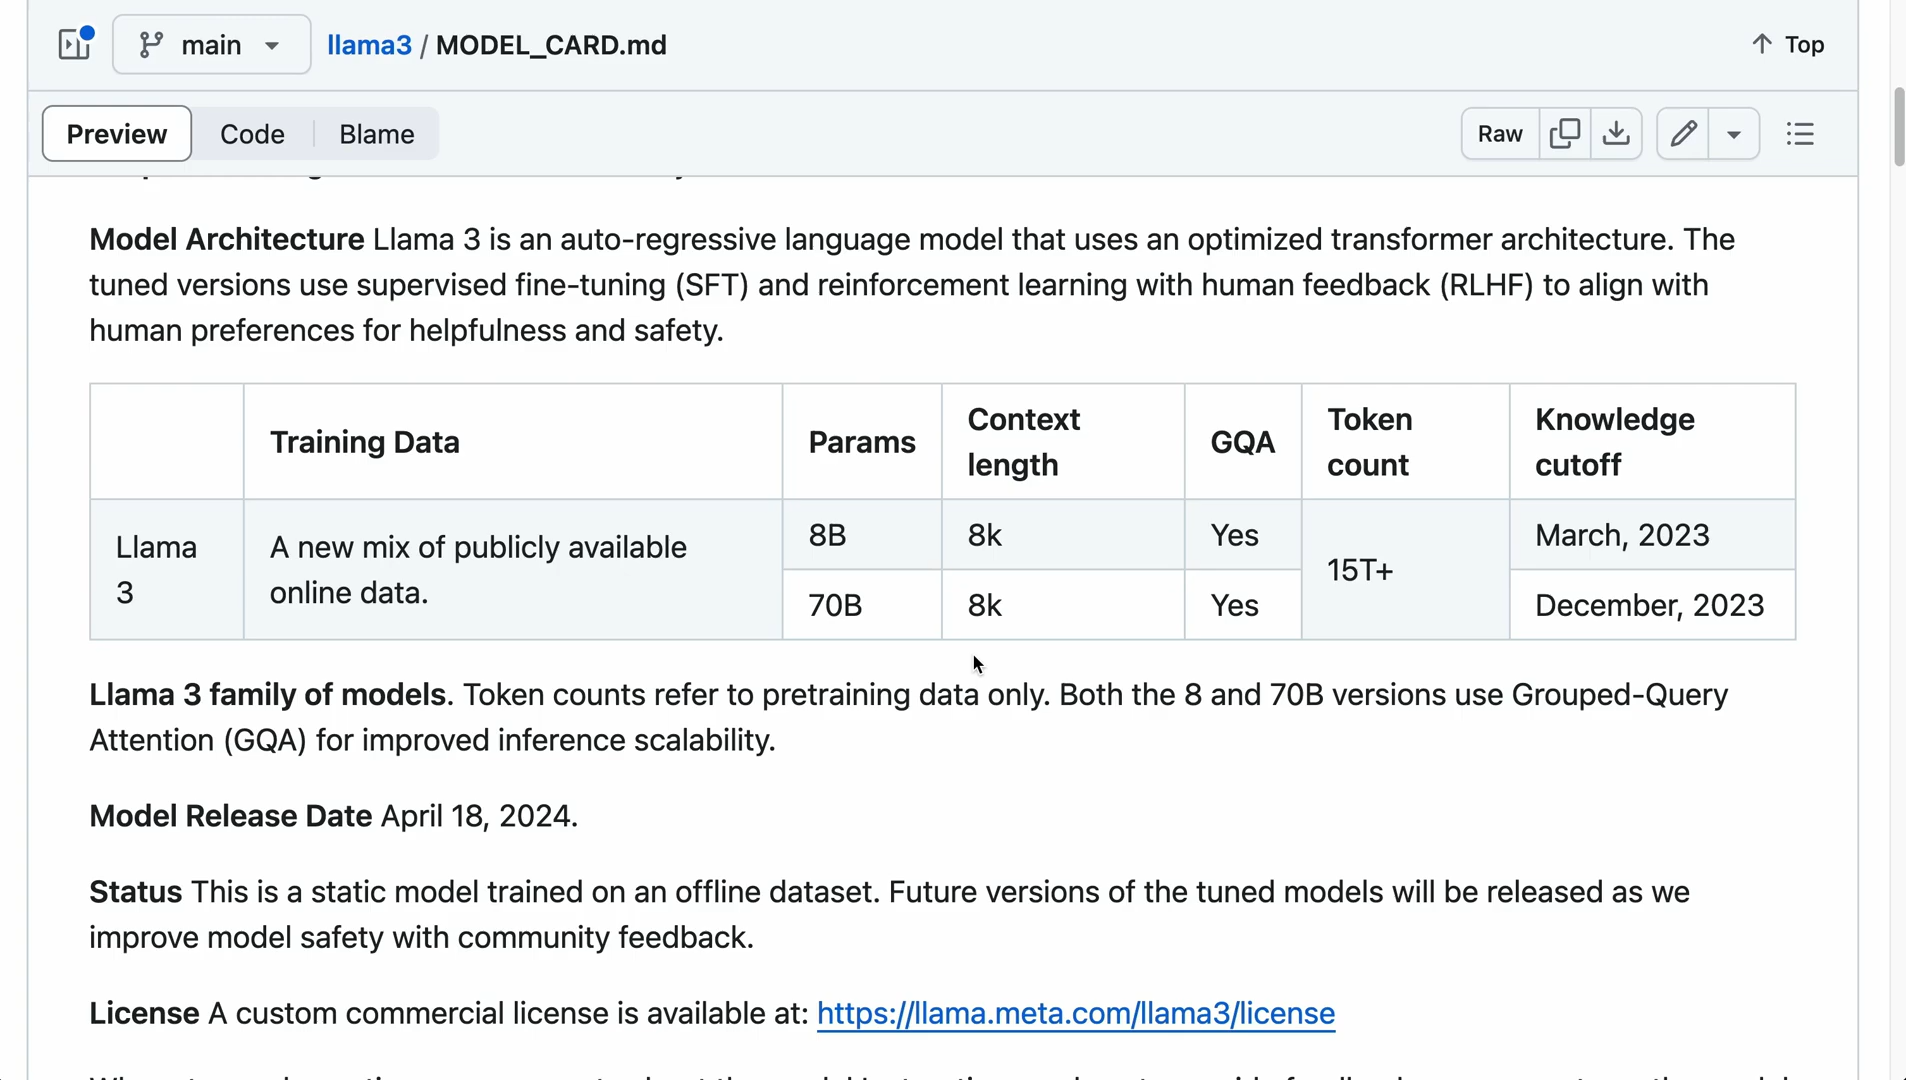 main
llama3 / MODEL_CARD.md
Top
Preview
Code
Blame
Raw
Model Architecture Llama 3 is an auto-regressive language model that uses an optimized transformer architecture. The
tuned versions use supervised fine-tuning (SFT) and reinforcement learning with human feedback (RLHF) to align with
human preferences for helpfulness and safety.
Training Data
Params
Context
length
GQA
Token
count
Knowledge
cutoff
Llama
3
A new mix of publicly available
online data.
8B
8k
Yes
15T+
March, 2023
70B
8k
Yes
December, 2023
Llama 3 family of models. Token counts refer to pretraining data only. Both the 8 and 70B versions use Grouped-Query
Attention (GQA) for improved inference scalability.
Model Release Date April 18, 2024.
Status This is a static model trained on an offline dataset. Future versions of the tuned models will be released as we
improve model safety with community feedback.
License A custom commercial license is available at: https://llama.meta.com/llama3/license